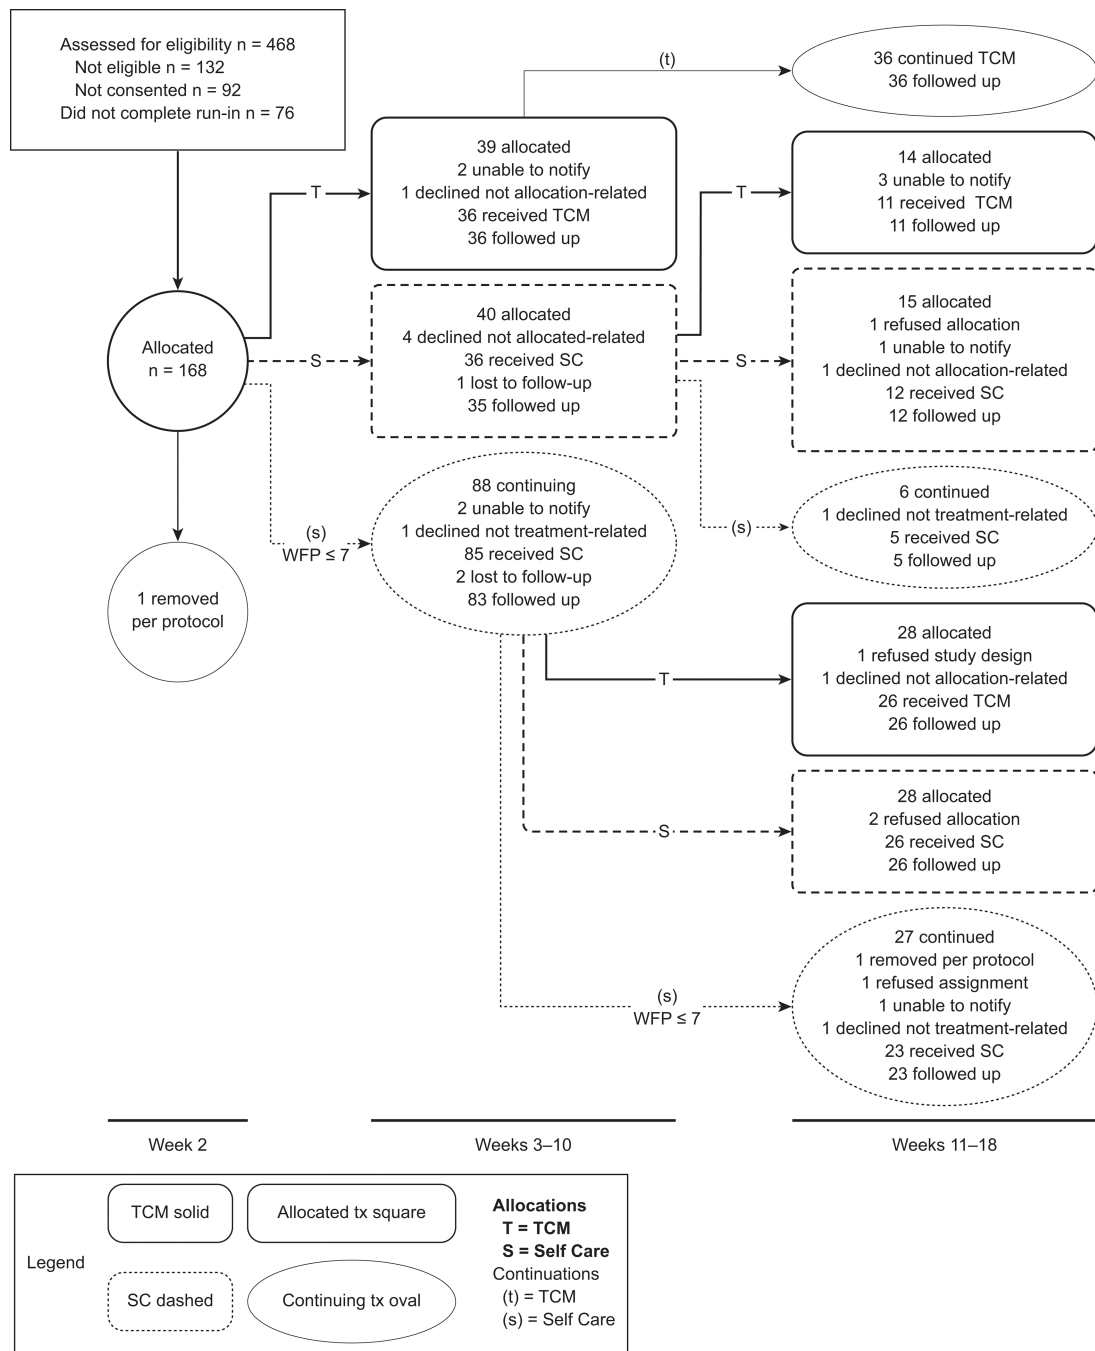 Assessed for eligibility n = 468
Not eligible n = 132
Not consented n = 92
Did not complete run-in n = 76
Allocated
n = 168
1 removed
per protocol
T
S
(s)
WFP ≤ 7
39 allocated
2 unable to notify
1 declined not allocation-related
36 received TCM
36 followed up
40 allocated
4 declined not allocated-related
36 received SC
1 lost to follow-up
35 followed up
88 continuing
2 unable to notify
1 declined not treatment-related
85 received SC
2 lost to follow-up
83 followed up
(t)
T
S
(s)
T
S
(s)
WFP ≤ 7
36 continued TCM
36 followed up
14 allocated
3 unable to notify
11 received TCM
11 followed up
15 allocated
1 refused allocation
1 unable to notify
1 declined not allocation-related
12 received SC
12 followed up
6 continued
1 declined not treatment-related
5 received SC
5 followed up
28 allocated
1 refused study design
1 declined not allocation-related
26 received TCM
26 followed up
28 allocated
2 refused allocation
26 received SC
26 followed up
27 continued
1 removed per protocol
1 refused assignment
1 unable to notify
1 declined not treatment-related
23 received SC
23 followed up
Week 2
Weeks 3–10
Weeks 11–18
Legend
TCM solid
Allocated tx square
SC dashed
Continuing tx oval
Allocations
T = TCM
S = Self Care
Continuations
(t) = TCM
(s) = Self Care